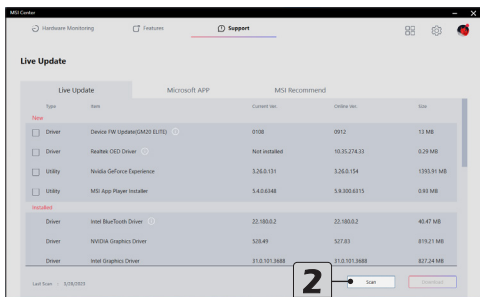 MSI Center
Hardware Monitoring Features Support
Live Update
Live Update Microsoft APP MSI Recommend
Type Item Current Ver. Online Ver. Size
New
Driver Device FW Update(GM20 ELITE) 0108 0912 13 MB
Driver Realtek OED Driver Not installed 10.35.274.33 0.29 MB
Utility Nvidia GeForce Experience 3.26.0.131 3.26.0.154 1393.91 MB
Utility MSI App Player Installer 5.4.0.6348 5.9.300.6315 0.93 MB
Installed
Driver Intel BlueTooth Driver 22.180.0.2 22.180.0.2 40.47 MB
Driver NVIDIA Graphics Driver 528.49 527.83 819.21 MB
Driver Intel Graphics Driver 31.0.101.3688 31.0.101.3688 827.24 MB
Last Scan 3/28/2023 2 Scan Download